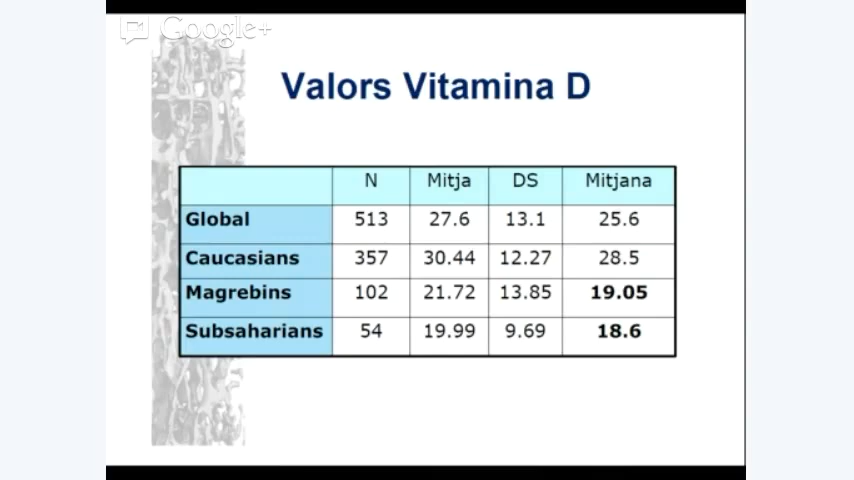 Google+
Valors Vitamina D
N Mitja DS Mitjana
Global 513 27.6 13.1 25.6
Caucasians 357 30.44 12.27 28.5
Magrebins 102 21.72 13.85 19.05
Subsaharians 54 19.99 9.69 18.6